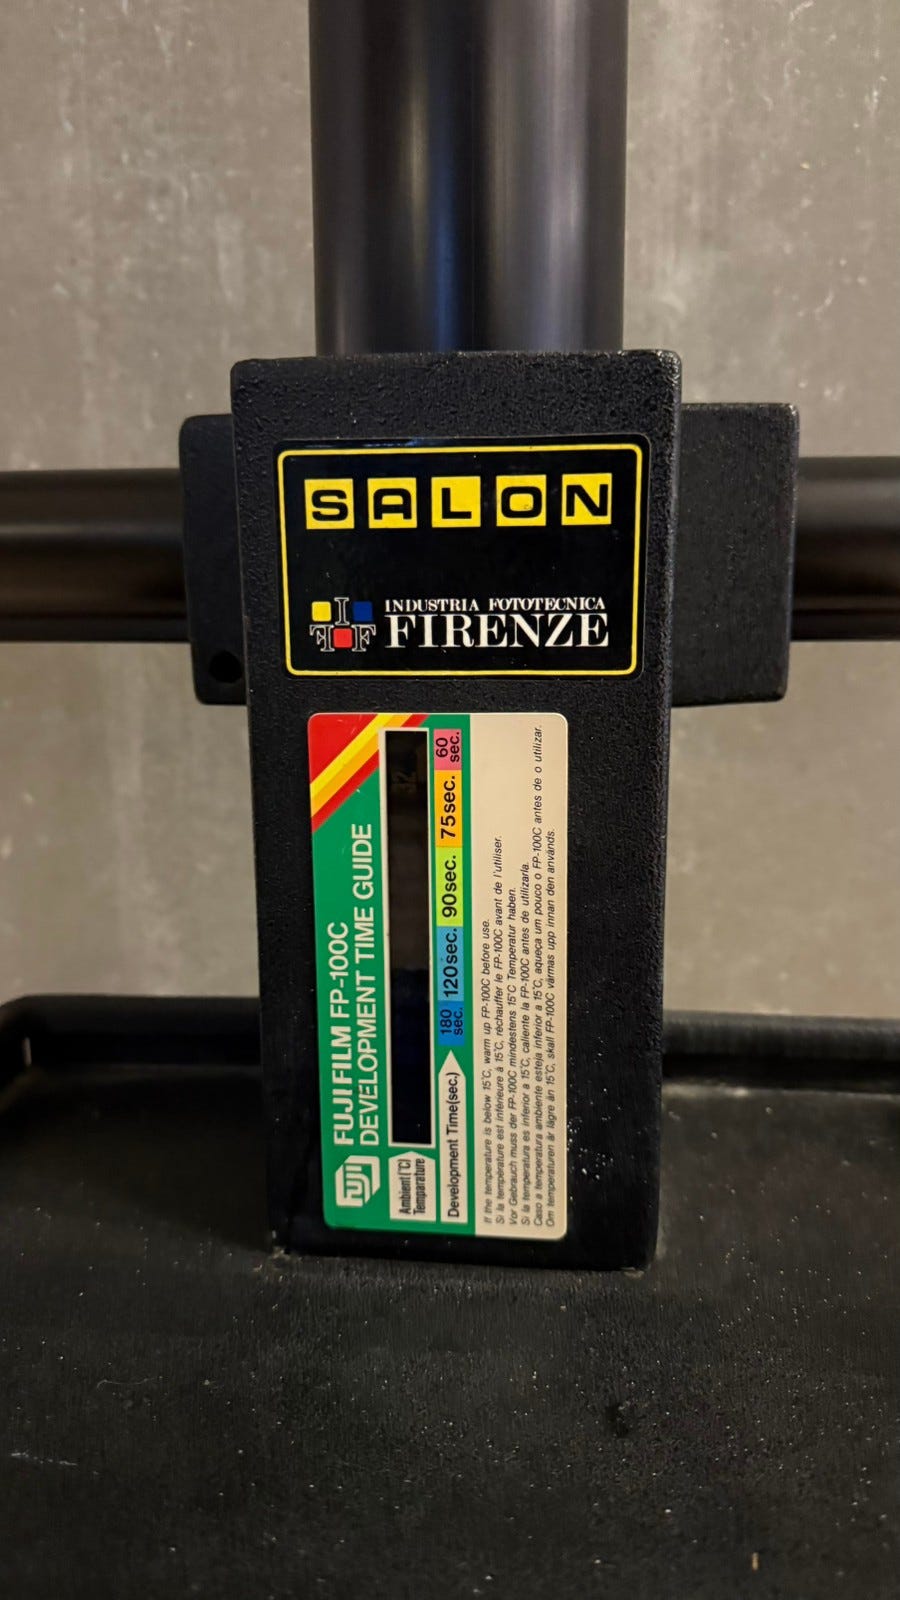 SALON
IFF
INDUSTRIA FOTOTECNICA
FIRENZE
FUJI
FUJIFILM FP-100C
DEVELOPMENT TIME GUIDE
Ambient (℃)
Temparature
32
Development Time(sec.)
180 sec.
120sec.
90sec.
75sec.
60 sec.
If the temperature is below 15℃, warm up FP-100C before use.
Si la température est inférieure à 15℃, réchauffer le FP-100C avant de l'utiliser.
Vor Gebrauch muss der FP-100C mindestens 15℃ Temperatur haben.
Si la temperatura es inferior a 15℃, caliente la FP-100C antes de utilizarla.
Caso a temperatura ambiente esteja inferior a 15℃, aqueça um pouco o FP-100C antes de o utilizar.
Om temperaturen är lägre än 15℃, skall FP-100C värmas upp innan den används.